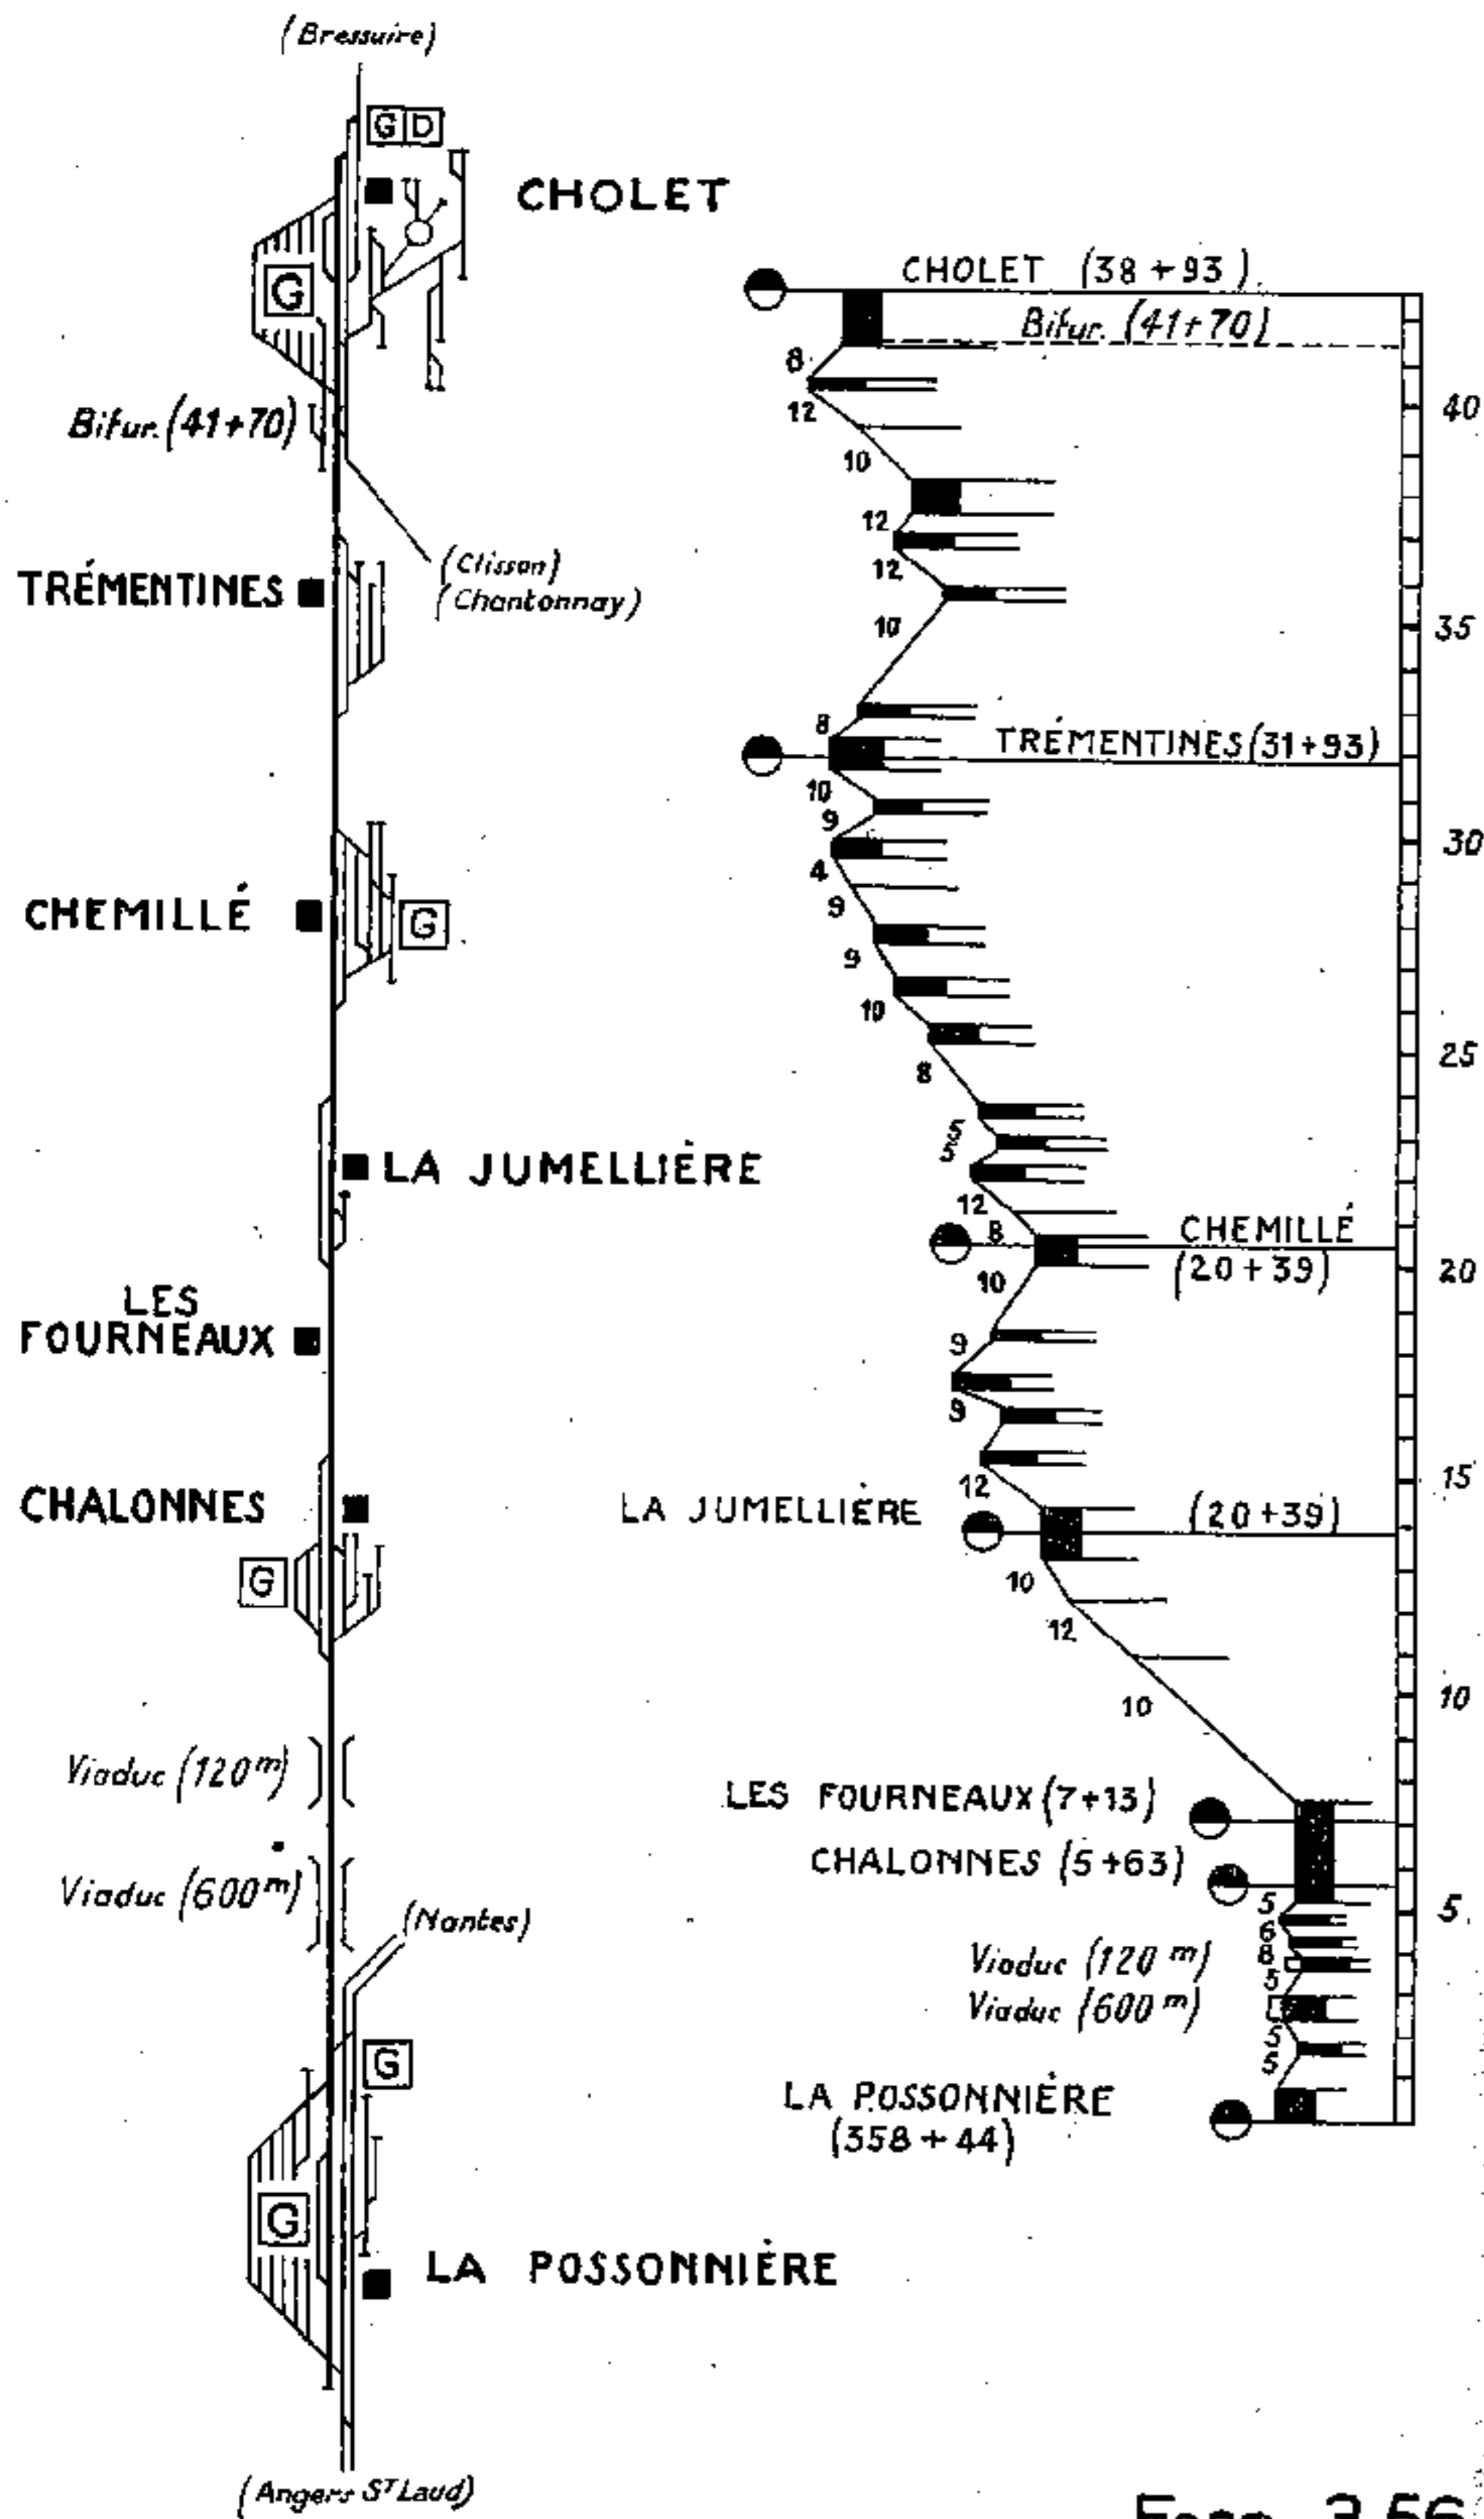 (Bressuire)
G D
CHOLET
G
Bifur. (41+70)
(Clisson)
(Chantonnay)
TRÉMENTINES
CHEMILLÉ
G
LA JUMELLIÈRE
LES
FOURNEAUX
CHALONNES
G
Viaduc (120 m)
Viaduc (600 m)
(Nantes)
G
G
LA POSSONNIÈRE
(Angers St Laud)
CHOLET (38+93)
Bifur. (41+70)
8
12
40
10
12
12
35
10
8
TRÉMENTINES (31+93)
10
9
30
4
9
9
10
25
8
5
5
12
CHEMILLÉ
8
(20+39)
10
20
9
9
12
15
LA JUMELLIÈRE (20+39)
10
12
10
10
LES FOURNEAUX (7+13)
CHALONNES (5+63)
5
5
6
8
Viaduc (120 m)
5
Viaduc (600 m)
5
5
LA POSSONNIÈRE
(358+44)